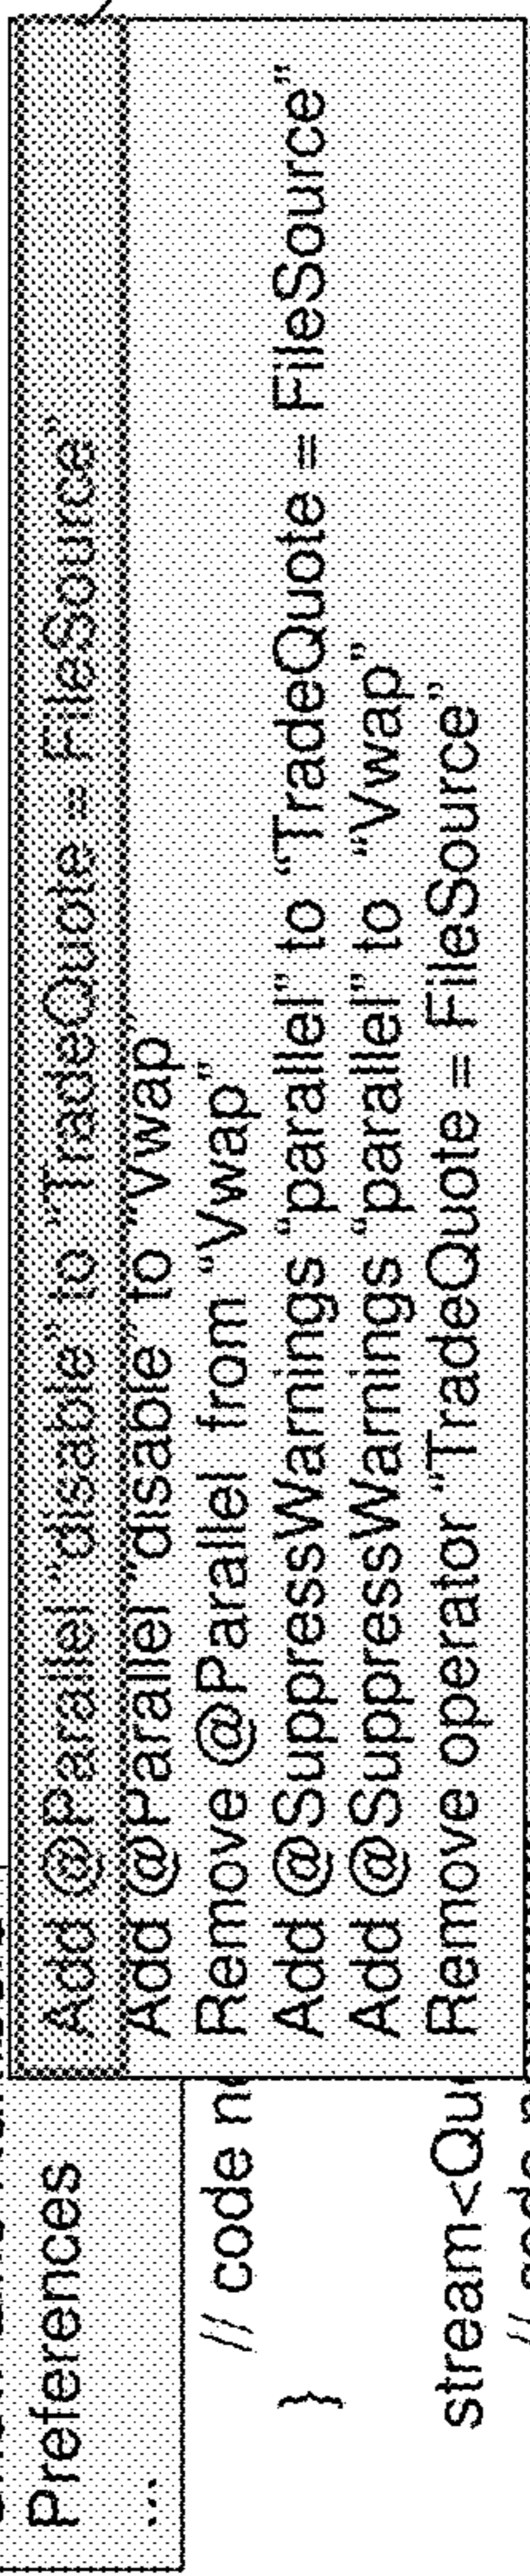 Preferences
...
Add @Parallel "disable" to "TradeQuote = FileSource"
Add @Parallel "disable" to "Vwap"
Remove @Parallel from "Vwap"
Add @SuppressWarnings "parallel" to "TradeQuote = FileSource"
Add @SuppressWarnings "parallel" to "Vwap"
Remove operator "TradeQuote = FileSource"
// code n
}
stream<Qu
// code n